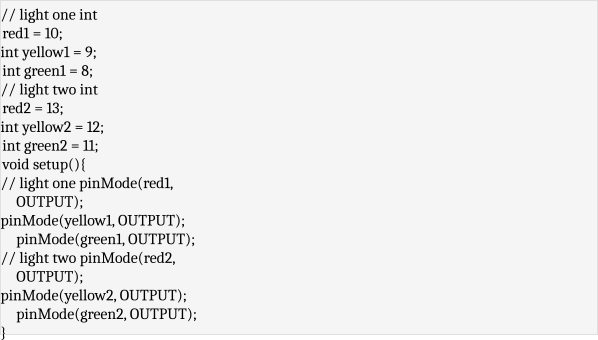 // light one int
red1 = 10;
int yellow1 = 9;
int green1 = 8;
// light two int
red2 = 13;
int yellow2 = 12;
int green2 = 11;
void setup(){
// light one pinMode(red1,
OUTPUT);
pinMode(yellow1, OUTPUT);
pinMode(green1, OUTPUT);
// light two pinMode(red2,
OUTPUT);
pinMode(yellow2, OUTPUT);
pinMode(green2, OUTPUT);
}